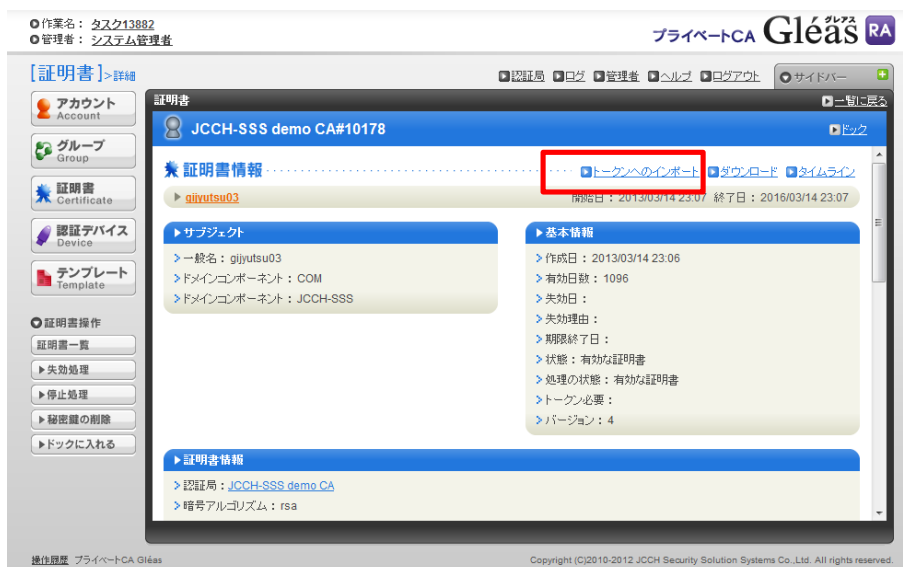 作業名： タスク13882
管理者： システム管理者
プライベートCA Gléas グレアス RA
[証明書]>詳細
認証局 ログ 管理者 ヘルプ ログアウト サイドバー
アカウント
Account
グループ
Group
証明書
Certificate
認証デバイス
Device
テンプレート
Template
証明書操作
証明書一覧
失効処理
停止処理
秘密鍵の削除
ドックに入れる
証明書 一覧に戻る
JCCH-SSS demo CA#10178 ドック
証明書情報 トークンへのインポート ダウンロード タイムライン
gijyutsu03 開始日：2013/03/14 23:07 終了日：2016/03/14 23:07
サブジェクト
>一般名：gijyutsu03
>ドメインコンポーネント：COM
>ドメインコンポーネント：JCCH-SSS
基本情報
>作成日：2013/03/14 23:06
>有効日数：1096
>失効日：
>失効理由：
>期限終了日：
>状態：有効な証明書
>処理の状態：有効な証明書
>トークン必要：
>バージョン：4
証明書情報
>認証局：JCCH-SSS demo CA
>暗号アルゴリズム：rsa
操作履歴 プライベートCA Gléas
Copyright (C)2010-2012 JCCH Security Solution Systems Co.,Ltd. All rights reserved.